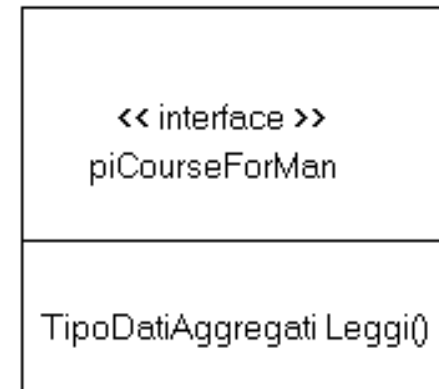 << interface >>
piCourseForMan
TipoDatiAggregati Leggi()